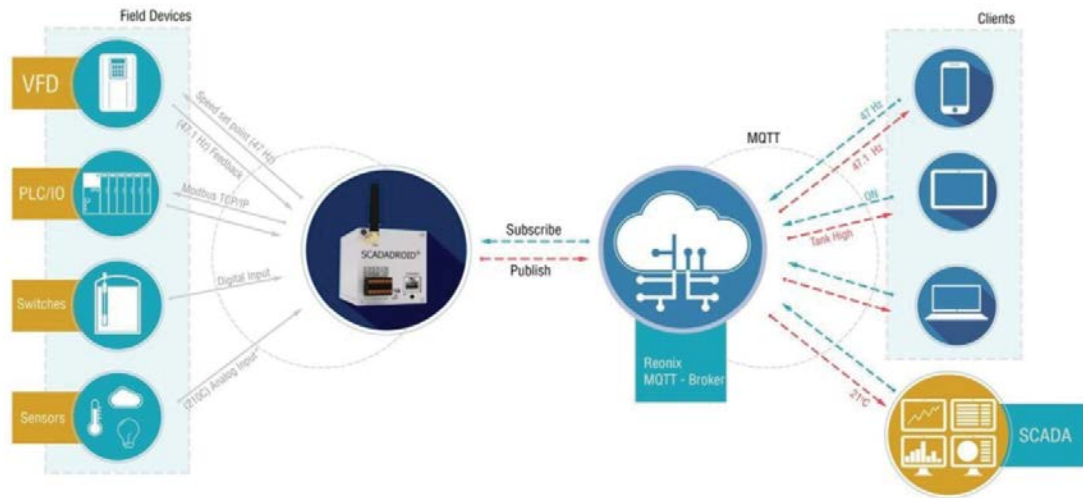 Field Devices
Clients
VFD
Speed set point (47 Hz)
(47.1 Hz) Feedback
PLC/IO
Modbus TCP/IP
Switches
Digital Input
Sensors
(210C) Analog Input
SCADADROID
Subscribe
Publish
MQTT
Reonix
MQTT - Broker
47 Hz
47.1 Hz
ON
Tank High
21°C
SCADA